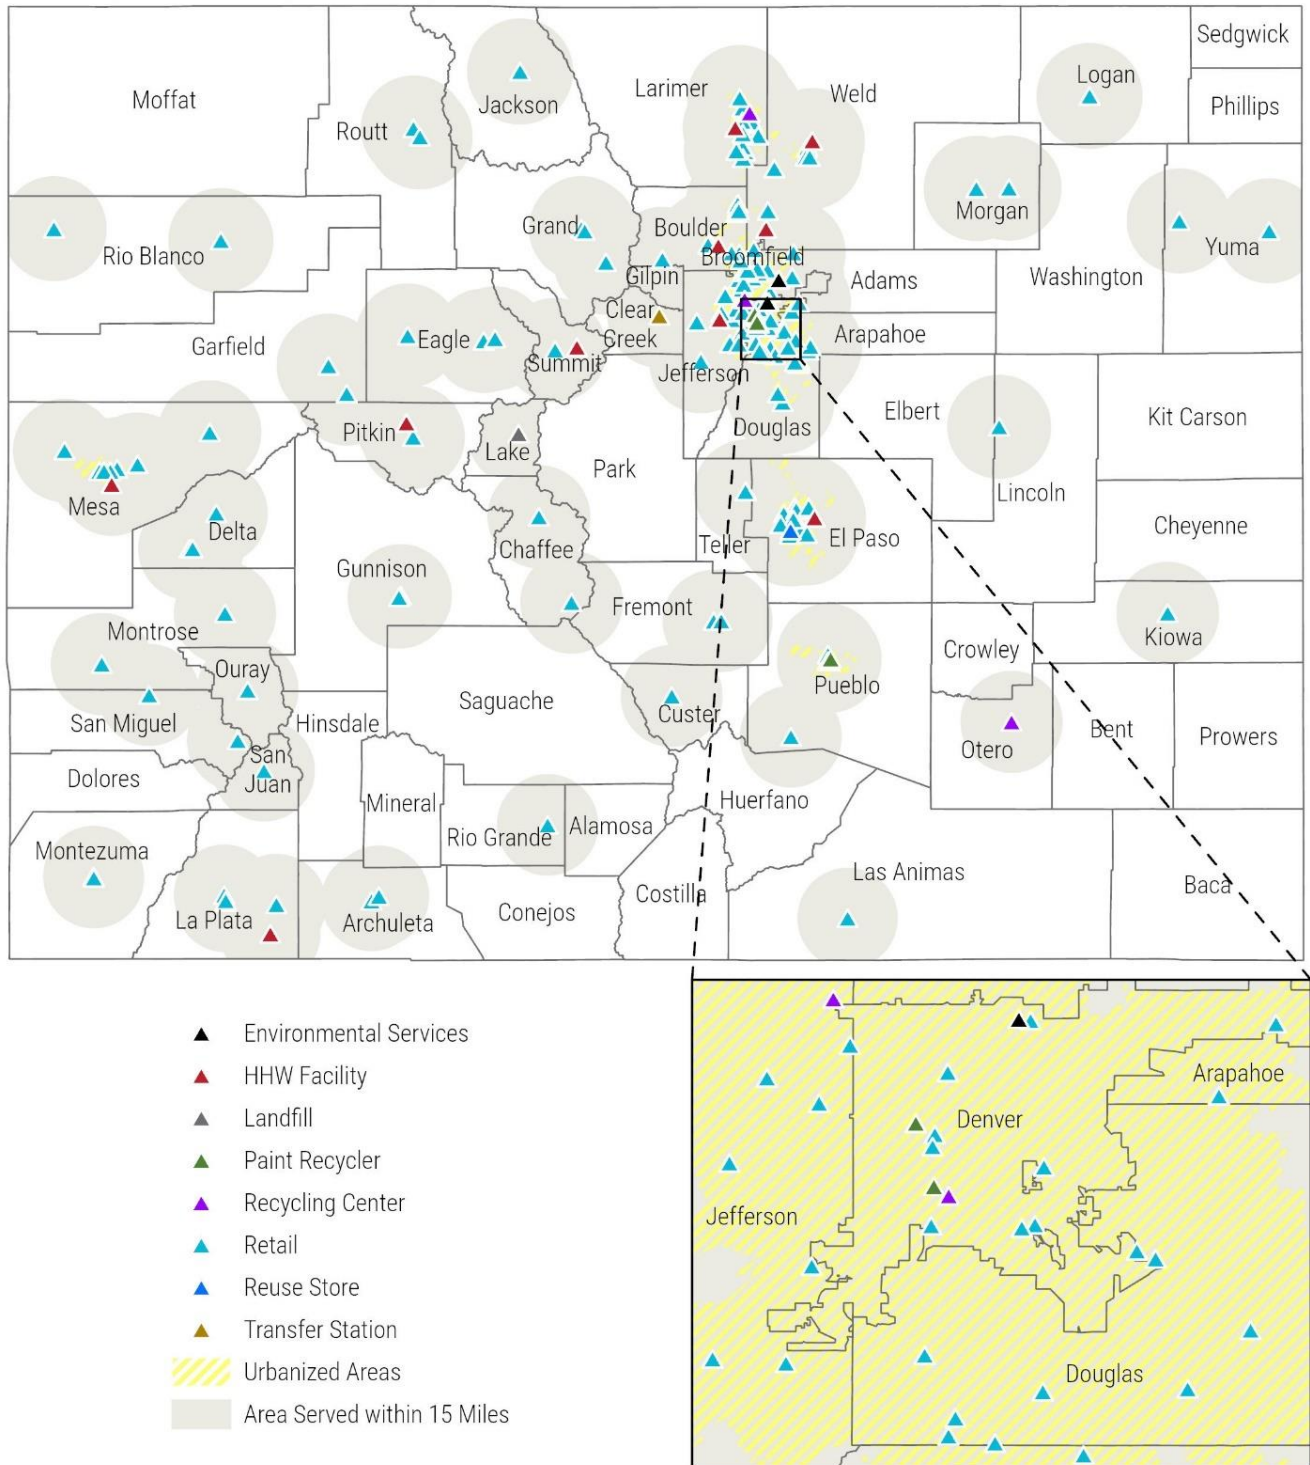 Sedgwick
Logan
Larimer
Weld
Moffat
Jackson
Phillips
Routt
Morgan
Grand
Boulder
Yuma
Rio Blanco
Broomfield
Gilpin
Washington
Adams
Clear
Creek
Arapahoe
Garfield
Eagle
Summit
Jefferson
Elbert
Kit Carson
Pitkin
Douglas
Lake
Park
Lincoln
Mesa
Delta
Cheyenne
El Paso
Teller
Chaffee
Gunnison
Fremont
Montrose
Kiowa
Crowley
Ouray
Pueblo
Saguache
Custer
San Miguel
Hinsdale
Bent
Prowers
Otero
San
Juan
Dolores
Mineral
Huerfano
Rio Grande
Alamosa
Montezuma
Las Animas
Baca
Costilla
La Plata
Archuleta
Conejos
Environmental Services
HHW Facility
Landfill
Paint Recycler
Recycling Center
Retail
Reuse Store
Transfer Station
Urbanized Areas
Area Served within 15 Miles
Arapahoe
Denver
Jefferson
Douglas